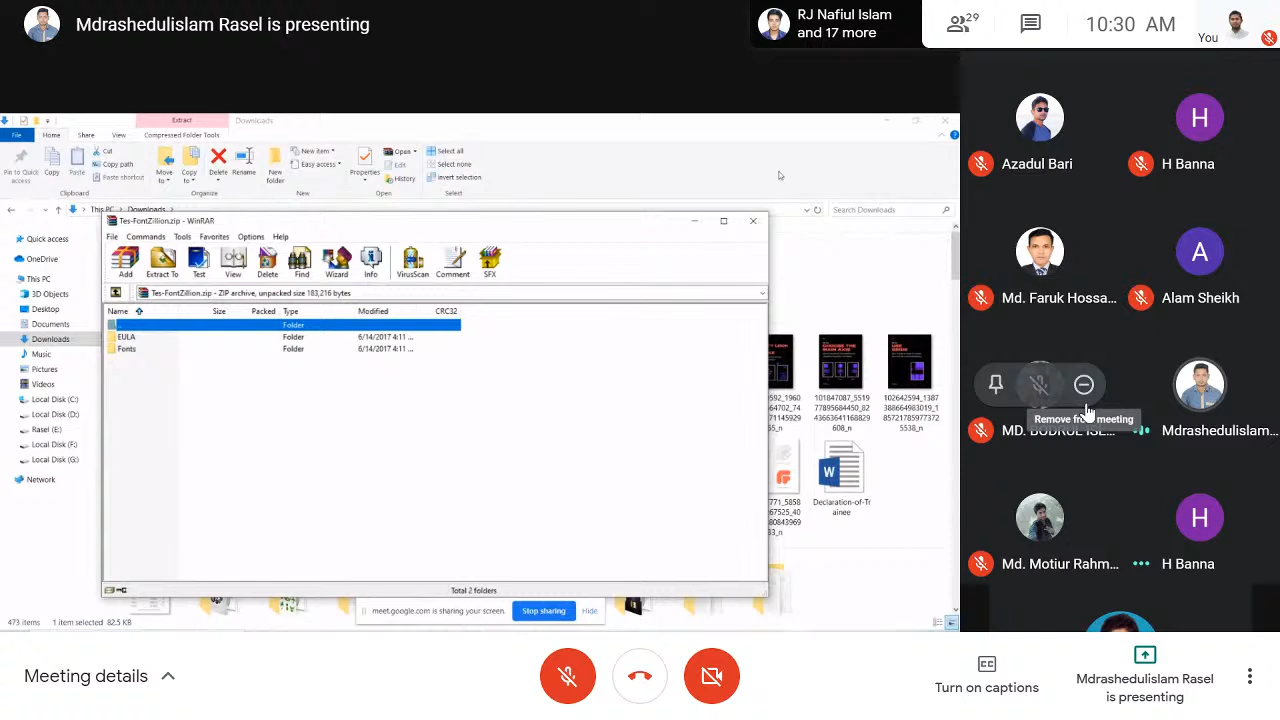 Mdrashedulislam Rasel is presenting
RJ Nafiul Islam
and 17 more
29
10:30 AM
You
Extract
Downloads
File
Home
Share
View
Compressed Folder Tools
Pin to Quick
access
Copy
Paste
Cut
Copy path
Paste shortcut
Move
to
Copy
to
Delete
Rename
New
folder
New item
Easy access
Properties
Open
Edit
History
Select all
Select none
Invert selection
Clipboard
Organize
New
Open
Select
This PC
Downloads
Search Downloads
Quick access
OneDrive
This PC
3D Objects
Desktop
Documents
Downloads
Music
Pictures
Videos
Local Disk (C:)
Local Disk (D:)
Rasel (E:)
Local Disk (F:)
Local Disk (G:)
Network
Tes-FontZillion.zip - WinRAR
File Commands Tools Favorites Options Help
Add
Extract To
Test
View
Delete
Find
Wizard
Info
VirusScan
Comment
SFX
Tes-FontZillion.zip - ZIP archive, unpacked size 183,216 bytes
Name Size Packed Type Modified CRC32
.. Folder
EULA Folder 6/14/2017 4:11 ...
Fonts Folder 6/14/2017 4:11 ...
Total 2 folders
101847087_5519
77895684450_82
43663641168829
608_n
102642594_1387
388664983019_1
85721785977372
5538_n
Declaration-of-Tr
ainee
meet.google.com is sharing your screen.
Stop sharing
Hide
473 items
1 item selected 82.5 KB
Azadul Bari
H
H Banna
Md. Faruk Hossa...
A
Alam Sheikh
Remove from meeting
Mdrashedulislam...
Md. Motiur Rahm...
H
H Banna
Meeting details
Turn on captions
Mdrashedulislam Rasel
is presenting